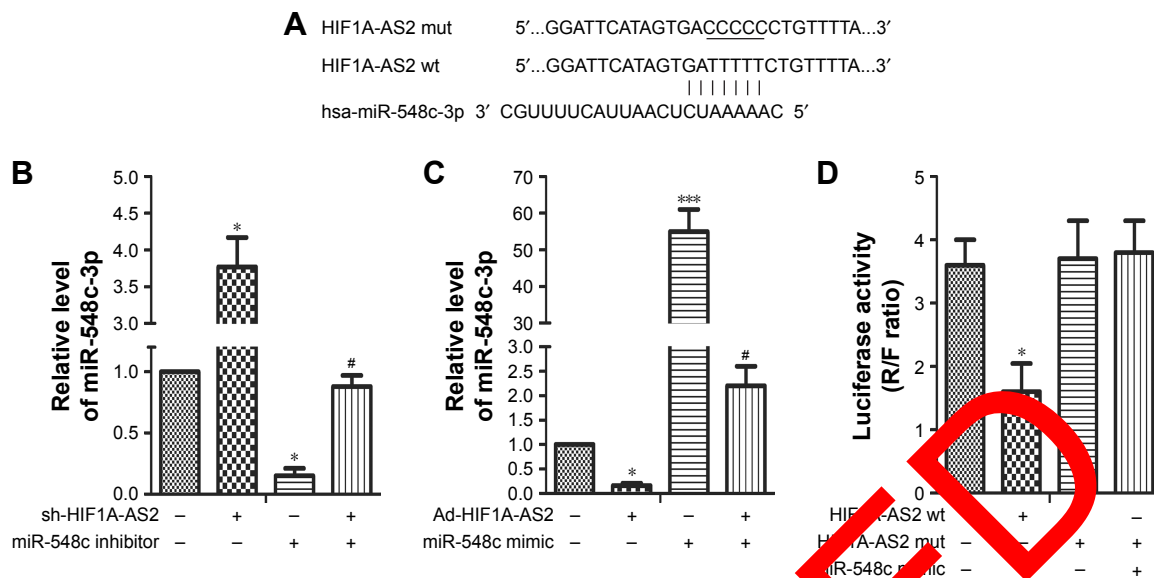 A
HIF1A-AS2 mut 5′...GGATTCATAGTGACCCCCCTGTTTTA...3′
HIF1A-AS2 wt 5′...GGATTCATAGTGATTTTTCTGTTTTA...3′
hsa-miR-548c-3p 3′ CGUUUUCAUUAACUCUAAAAAC 5′
B
Relative level
of miR-548c-3p
5.0
4.5
4.0
3.5
3.0
1.0
0.5
0.0
*
*
#
sh-HIF1A-AS2 – + – +
miR-548c inhibitor – – + +
C
Relative level
of miR-548c-3p
70
60
50
40
30
3.0
2.5
2.0
1.5
1.0
0.5
0.0
*
***
#
Ad-HIF1A-AS2 – + – +
miR-548c mimic – – + +
D
Luciferase activity
(R/F ratio)
5
4
3
2
1
0
*
AS2 wt – + –
AS2 mut – + +
– – +